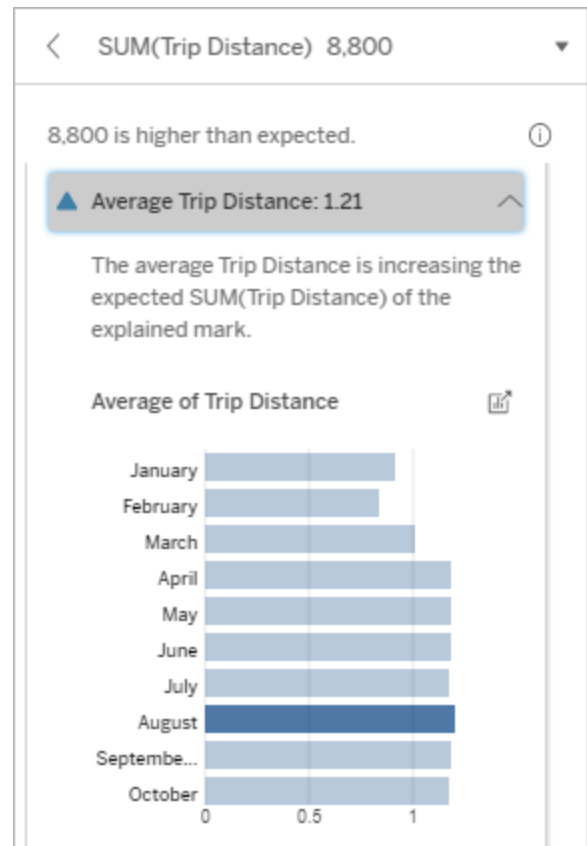 SUM(Trip Distance) 8,800
8,800 is higher than expected.
Average Trip Distance: 1.21
The average Trip Distance is increasing the
expected SUM(Trip Distance) of the
explained mark.
Average of Trip Distance
January
February
March
April
May
June
July
August
Septembe...
October
0 0.5 1